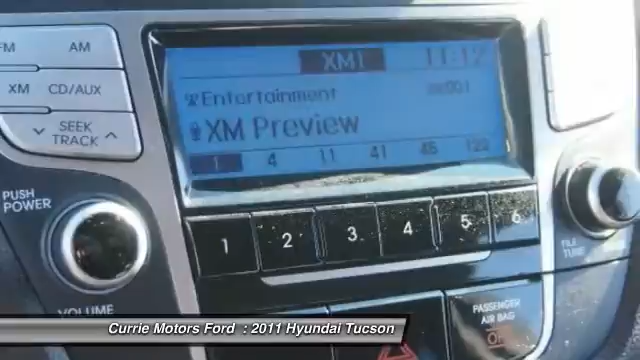 FM AM
XM1 11:12
XM CD/AUX
Entertainment
XM Preview
SEEK
TRACK
1 4 11 41 45
PUSH
POWER
1 2 3 4 5 6
FILE
TUNE
VOLUME
PASSENGER
AIR BAG
OFF
Currie Motors Ford : 2011 Hyundai Tucson